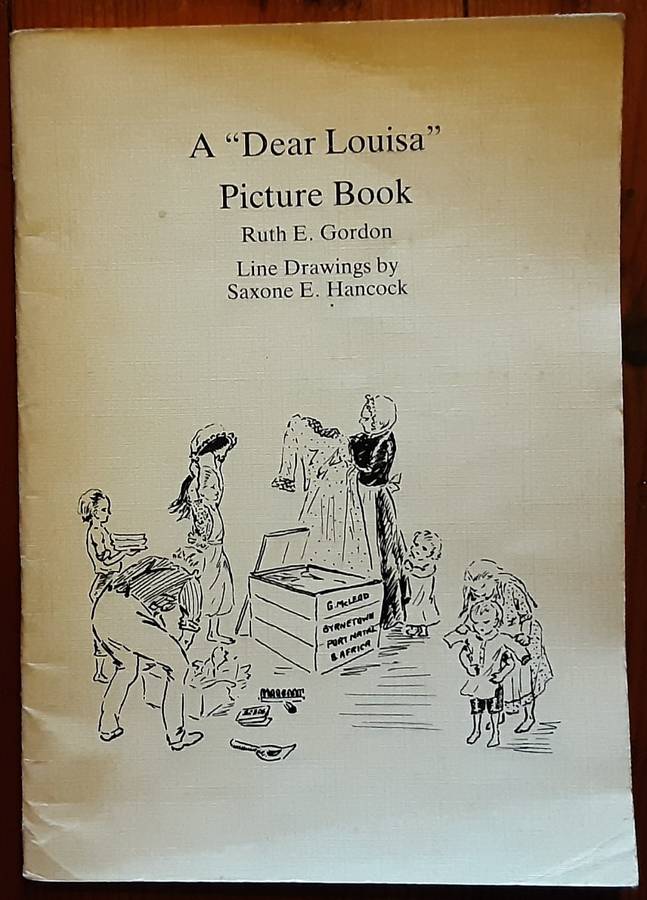 A “Dear Louisa”
Picture Book
Ruth E. Gordon
Line Drawings by
Saxone E. Hancock
G. McLEOD
BYRNETOWN
PORT NATAL
S. AFRICA